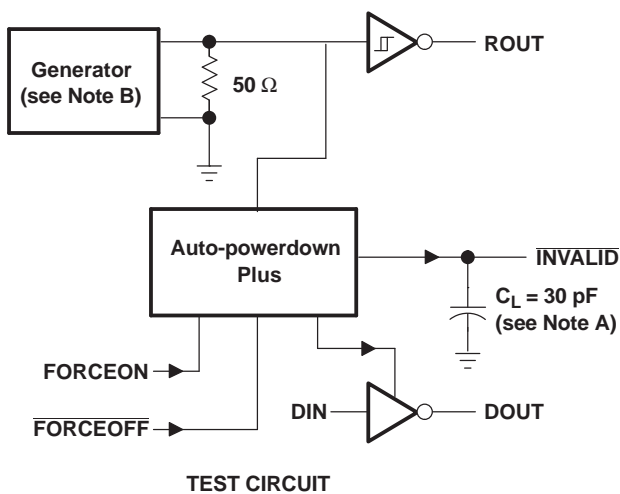 ROUT
Generator
(see Note B)
50 Ω
Auto-powerdown
Plus
INVALID
CL = 30 pF
(see Note A)
FORCEON
FORCEOFF
DIN
DOUT
TEST CIRCUIT